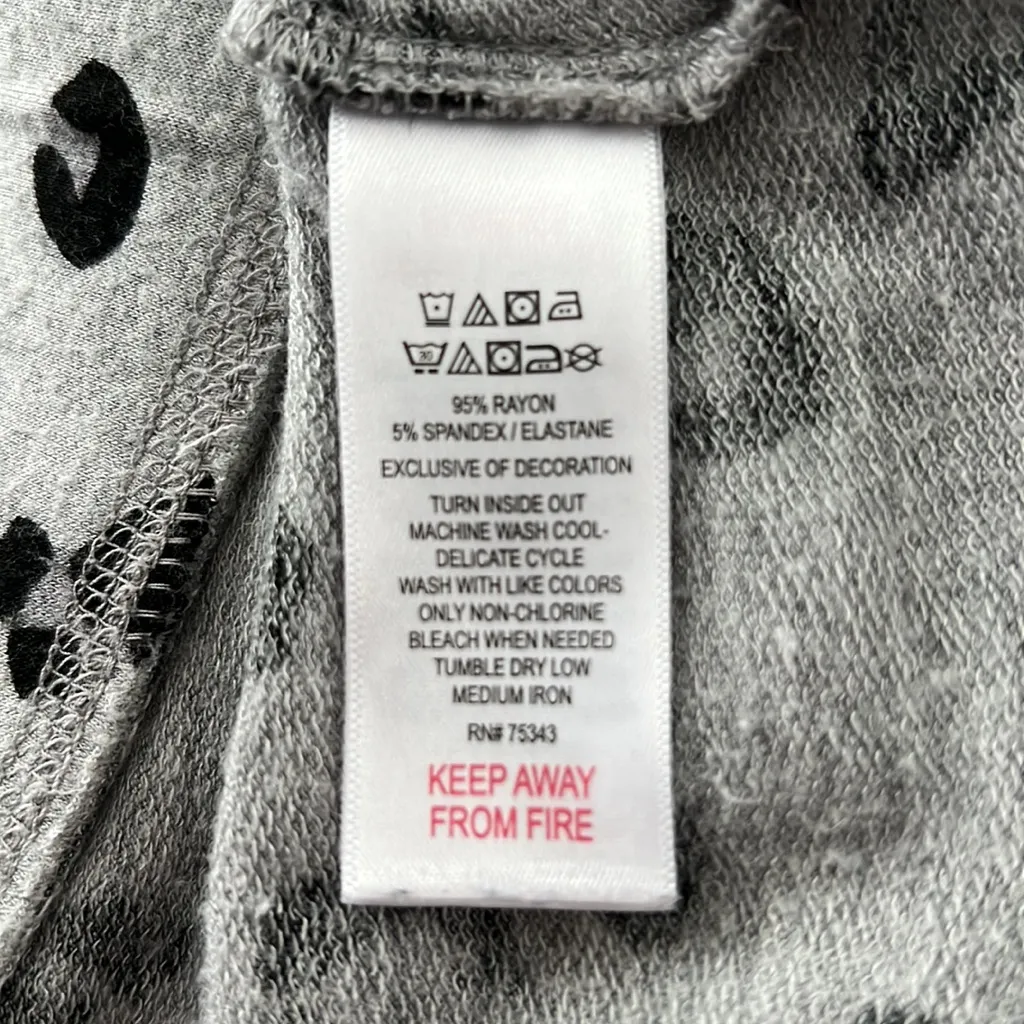 30
95% RAYON
5% SPANDEX / ELASTANE
EXCLUSIVE OF DECORATION
TURN INSIDE OUT
MACHINE WASH COOL-
DELICATE CYCLE
WASH WITH LIKE COLORS
ONLY NON-CHLORINE
BLEACH WHEN NEEDED
TUMBLE DRY LOW
MEDIUM IRON
RN# 75343
KEEP AWAY
FROM FIRE